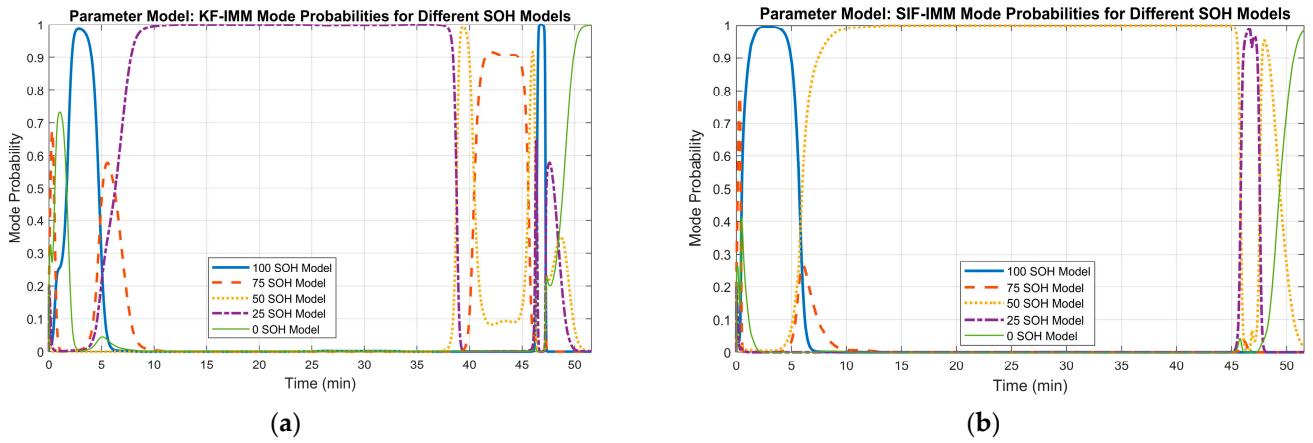 Parameter Model: KF-IMM Mode Probabilities for Different SOH Models
1
0.9
0.8
0.7
0.6
0.5
0.4
0.3
0.2
0.1
0
Mode Probability
100 SOH Model
75 SOH Model
50 SOH Model
25 SOH Model
0 SOH Model
0 5 10 15 20 25 30 35 40 45 50
Time (min)
(a)
Parameter Model: SIF-IMM Mode Probabilities for Different SOH Models
1
0.9
0.8
0.7
0.6
0.5
0.4
0.3
0.2
0.1
0
Mode Probability
100 SOH Model
75 SOH Model
50 SOH Model
25 SOH Model
0 SOH Model
0 5 10 15 20 25 30 35 40 45 50
Time (min)
(b)